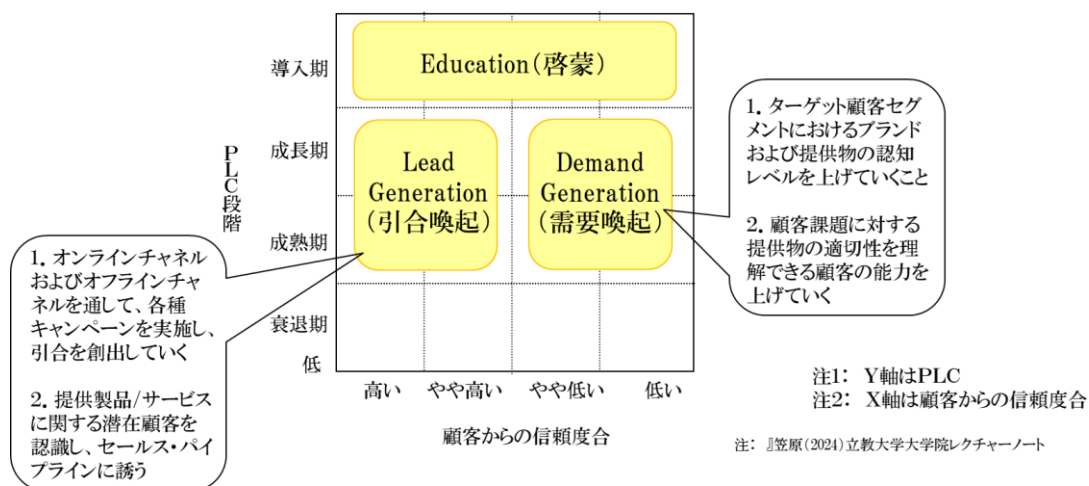 導入期
成長期
成熟期
衰退期
低
PLC段階
Education(啓蒙)
Lead
Generation
(引合喚起)
Demand
Generation
(需要喚起)
高い
やや高い
やや低い
低い
顧客からの信頼度合
1. オンラインチャネル
およびオフラインチャ
ネルを通して、各種
キャンペーンを実施し、
引合を創出していく
2. 提供製品/サービス
に関する潜在顧客を
認識し、セールス・パイ
プラインに誘う
1. ターゲット顧客セグ
メントにおけるブランド
および提供物の認知
レベルを上げていくこと
2. 顧客課題に対する
提供物の適切性を理
解できる顧客の能力を
上げていく
注1: Y軸はPLC
注2: X軸は顧客からの信頼度合
注: 『笠原(2024)立教大学大学院レクチャーノート